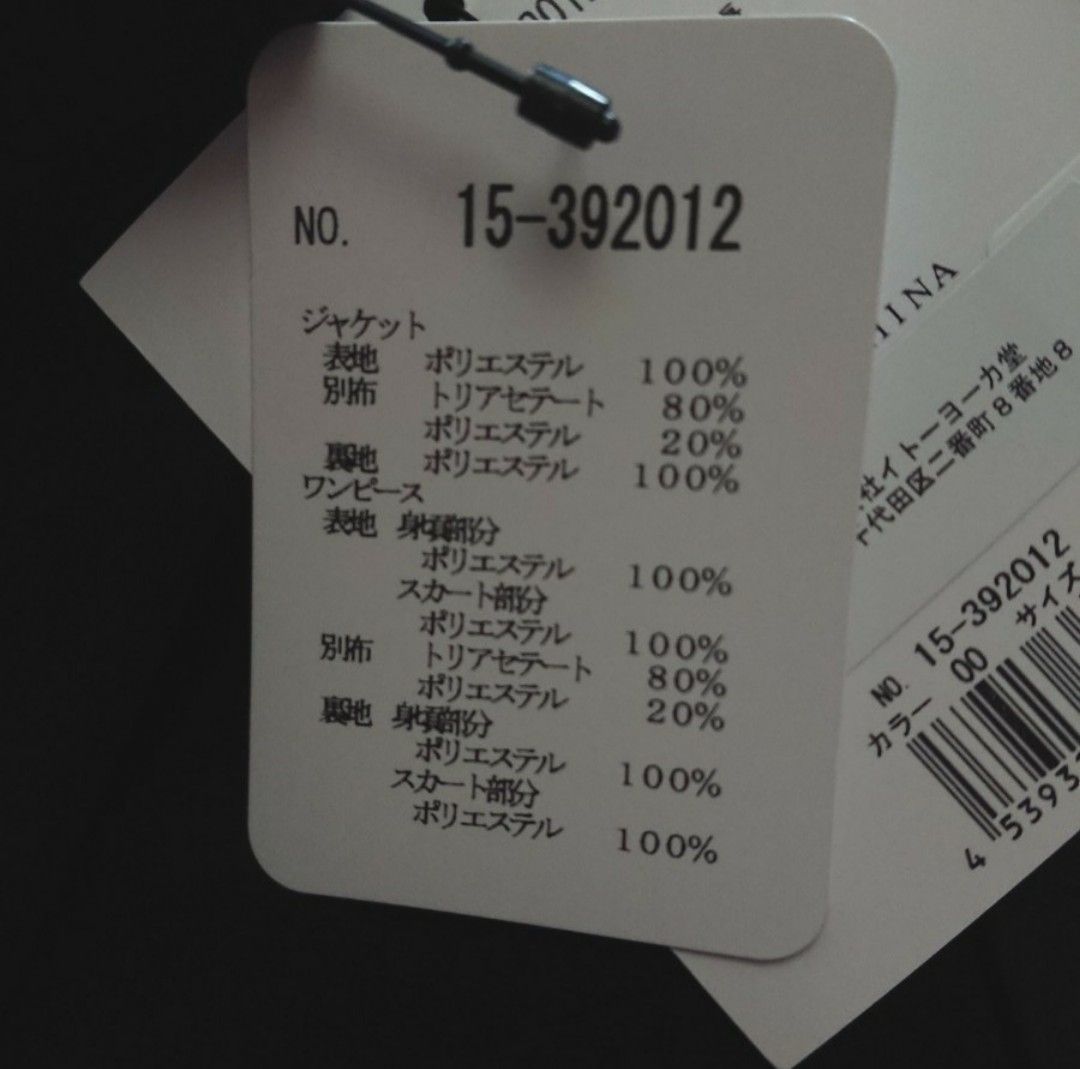 NO. 15-392012
ジャケット
表地 ポリエステル 100%
別布 トリアセテート 80%
ポリエステル 20%
裏地 ポリエステル 100%
ワンピース
表地 身頃部分
ポリエステル 100%
スカート部分
ポリエステル 100%
別布 トリアセテート 80%
ポリエステル 20%
裏地 身頃部分
ポリエステル 100%
スカート部分
ポリエステル 100%
社イトーヨーカ堂
代田区二番町8番地8
NO. 15-392012
カラー 00 サイズ
4 5393